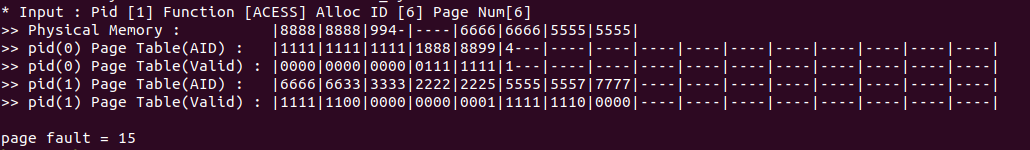 * Input : Pid [1] Function [ACESS] Alloc ID [6] Page Num[6]
>> Physical Memory :           |8888|8888|994-|----|6666|6666|5555|5555|
>> pid(0) Page Table(AID) :   |1111|1111|1111|1888|8899|4---|----|----|----|----|----|----|----|----|----|----|
>> pid(0) Page Table(Valid) : |0000|0000|0000|0111|1111|1---|----|----|----|----|----|----|----|----|----|----|
>> pid(1) Page Table(AID) :   |6666|6633|3333|2222|2225|5555|5557|7777|----|----|----|----|----|----|----|----|
>> pid(1) Page Table(Valid) : |1111|1100|0000|0000|0001|1111|1110|0000|----|----|----|----|----|----|----|----|
page fault = 15